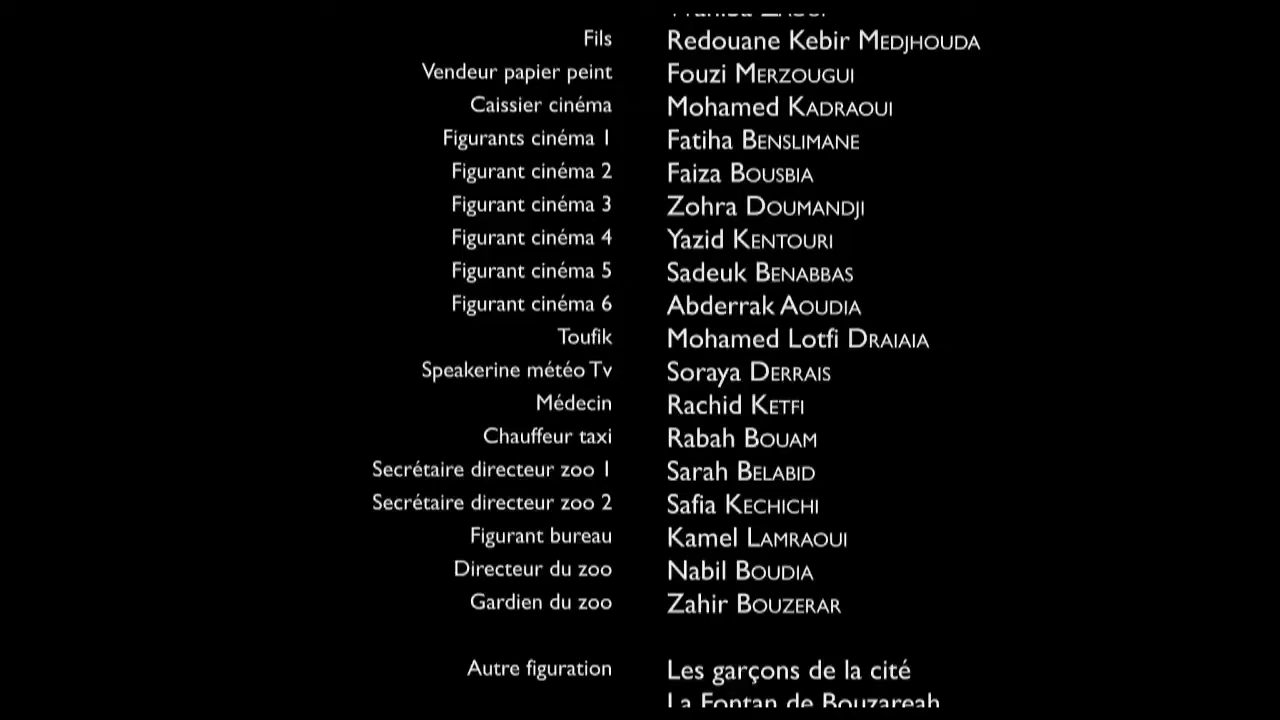 Fils Redouane Kebir MEDJHOUDA
Vendeur papier peint Fouzi MERZOUGUI
Caissier cinéma Mohamed KADRAOUI
Figurants cinéma 1 Fatiha BENSLIMANE
Figurant cinéma 2 Faiza BOUSBIA
Figurant cinéma 3 Zohra DOUMANDJI
Figurant cinéma 4 Yazid KENTOURI
Figurant cinéma 5 Sadeuk BENABBAS
Figurant cinéma 6 Abderrak AOUDIA
Toufik Mohamed Lotfi DRAIAIA
Speakerine météo Tv Soraya DERRAIS
Médecin Rachid KETFI
Chauffeur taxi Rabah BOUAM
Secrétaire directeur zoo 1 Sarah BELABID
Secrétaire directeur zoo 2 Safia KECHICHI
Figurant bureau Kamel LAMRAOUI
Directeur du zoo Nabil BOUDIA
Gardien du zoo Zahir BOUZERAR
Autre figuration Les garçons de la cité
La Fontan de Bouzareah